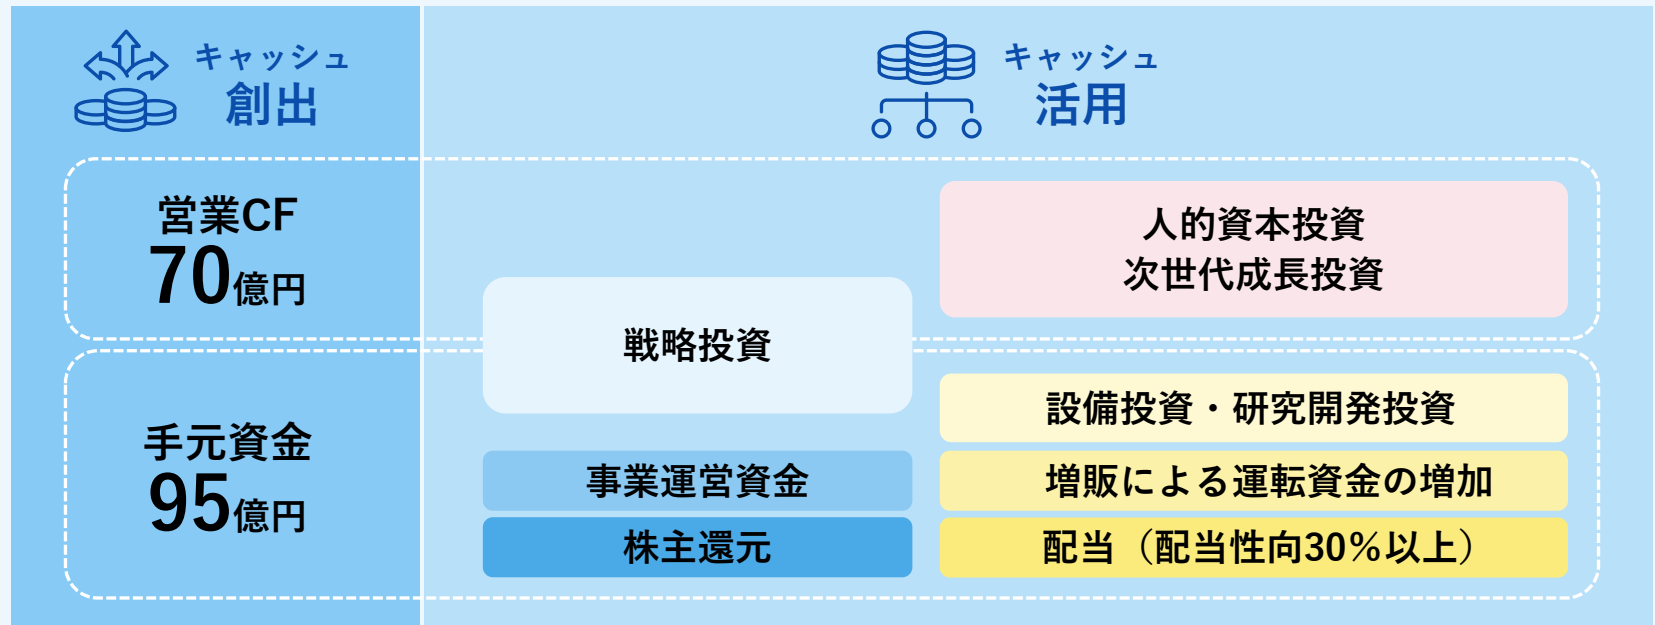 キャッシュ
創出
キャッシュ
活用
営業CF
70億円
人的資本投資
次世代成長投資
戦略投資
手元資金
95億円
設備投資・研究開発投資
事業運営資金
増販による運転資金の増加
株主還元
配当（配当性向30%以上）